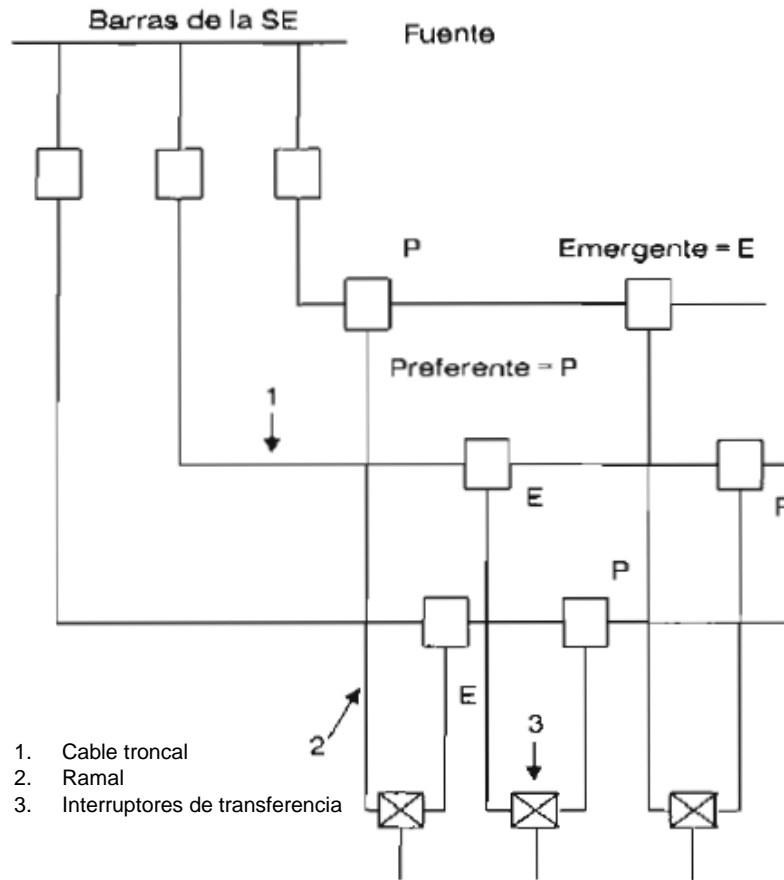 Barras de la SE
Fuente
P
Emergente = E
Preferente = P
1
E
P
P
E
2
3
1. Cable troncal
2. Ramal
3. Interruptores de transferencia